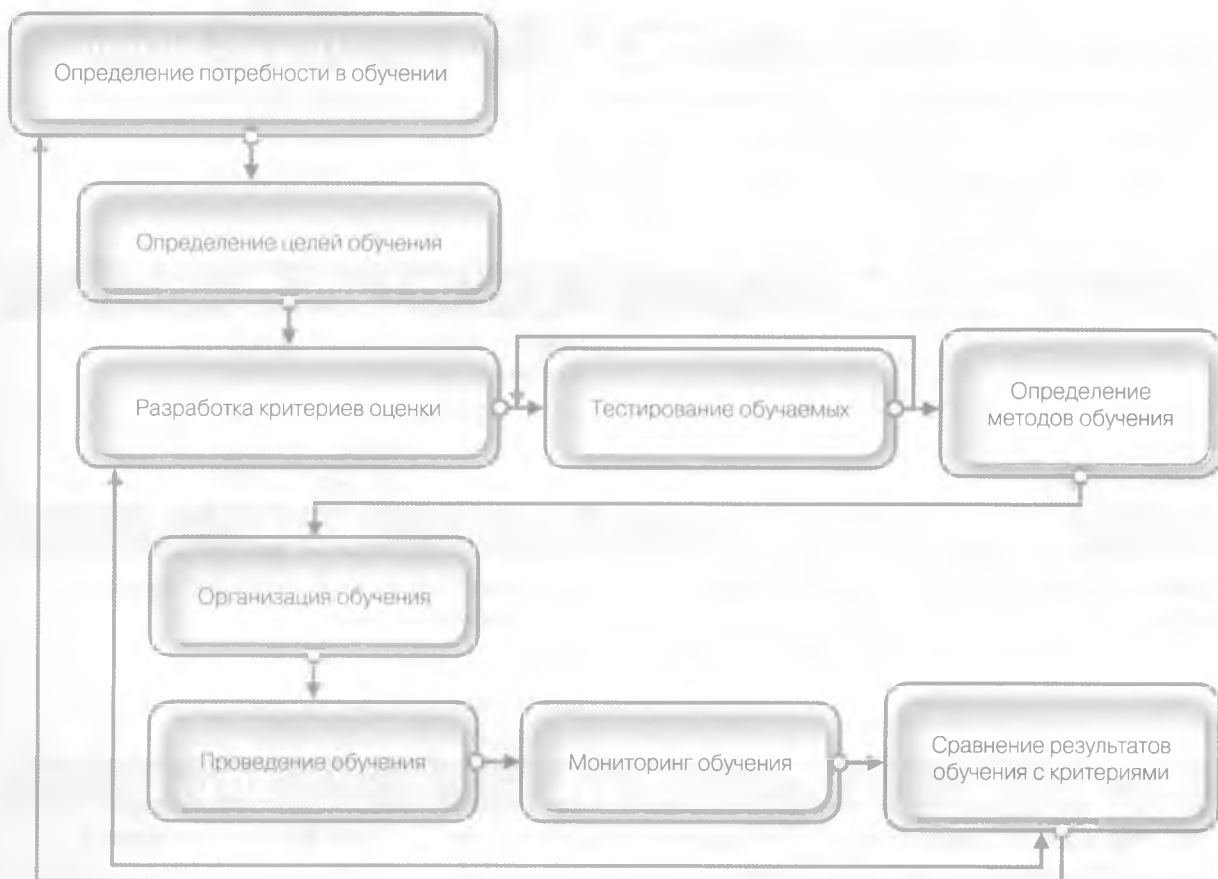 Определение потребности в обучении
Определение целей обучения
Разработка критериев оценки
Тестирование обучаемых
Определение
методов обучения
Организация обучения
Проведение обучения
Мониторинг обучения
Сравнение результатов
обучения с критериями